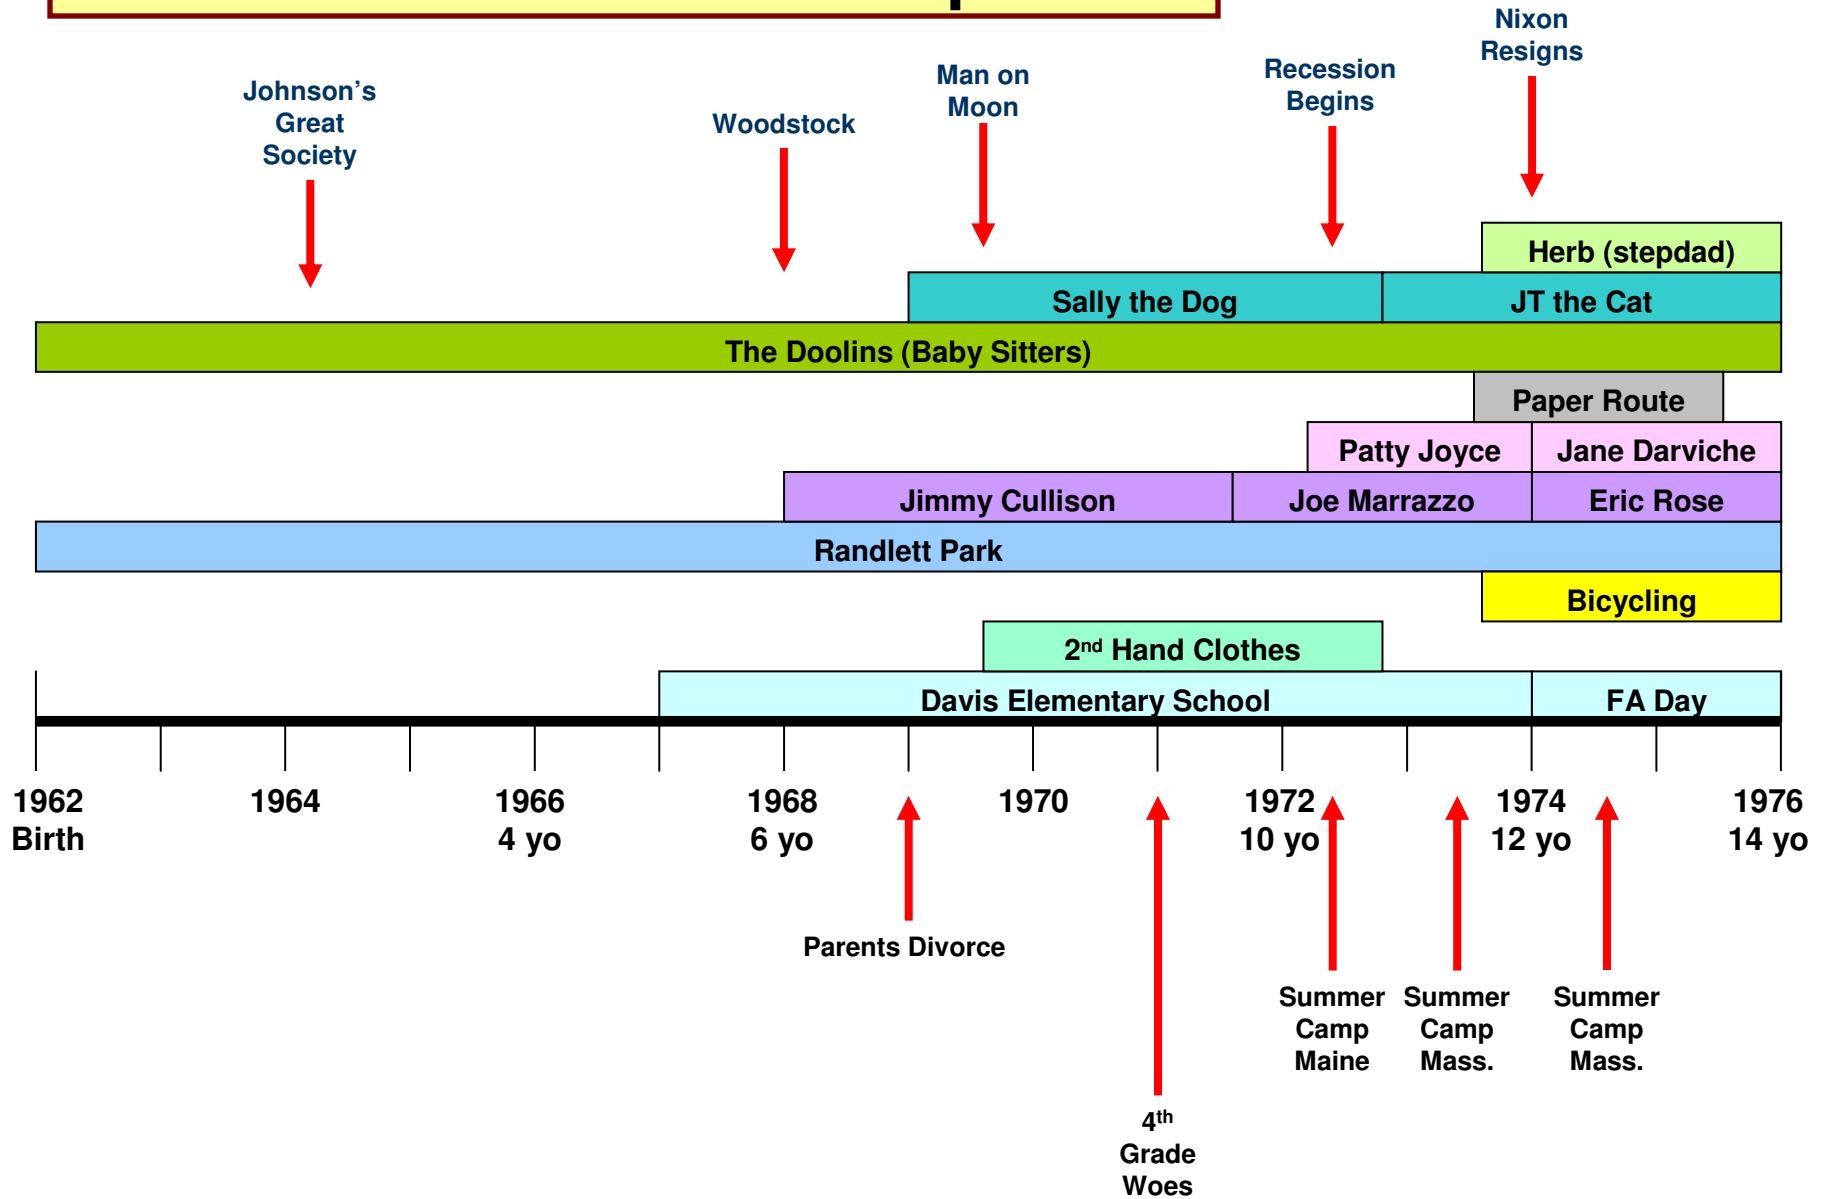 Johnson’s
Great
Society
Woodstock
Man on
Moon
Recession
Begins
Nixon
Resigns
Herb (stepdad)
Sally the Dog
JT the Cat
The Doolins (Baby Sitters)
Paper Route
Patty Joyce
Jane Darviche
Jimmy Cullison
Joe Marrazzo
Eric Rose
Randlett Park
Bicycling
2nd Hand Clothes
Davis Elementary School
FA Day
1962
Birth
1964
1966
4 yo
1968
6 yo
1970
1972
10 yo
1974
12 yo
1976
14 yo
Parents Divorce
4th
Grade
Woes
Summer
Camp
Maine
Summer
Camp
Mass.
Summer
Camp
Mass.